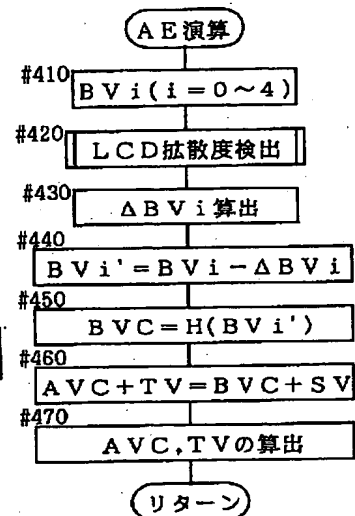 AE演算
#410
BVi(i=0~4)
#420
LCD拡散度検出
#430
ΔBVi算出
#440
BVi'=BVi-ΔBVi
#450
BVC=H(BVi')
#460
AVC+TV=BVC+SV
#470
AVC,TVの算出
リターン